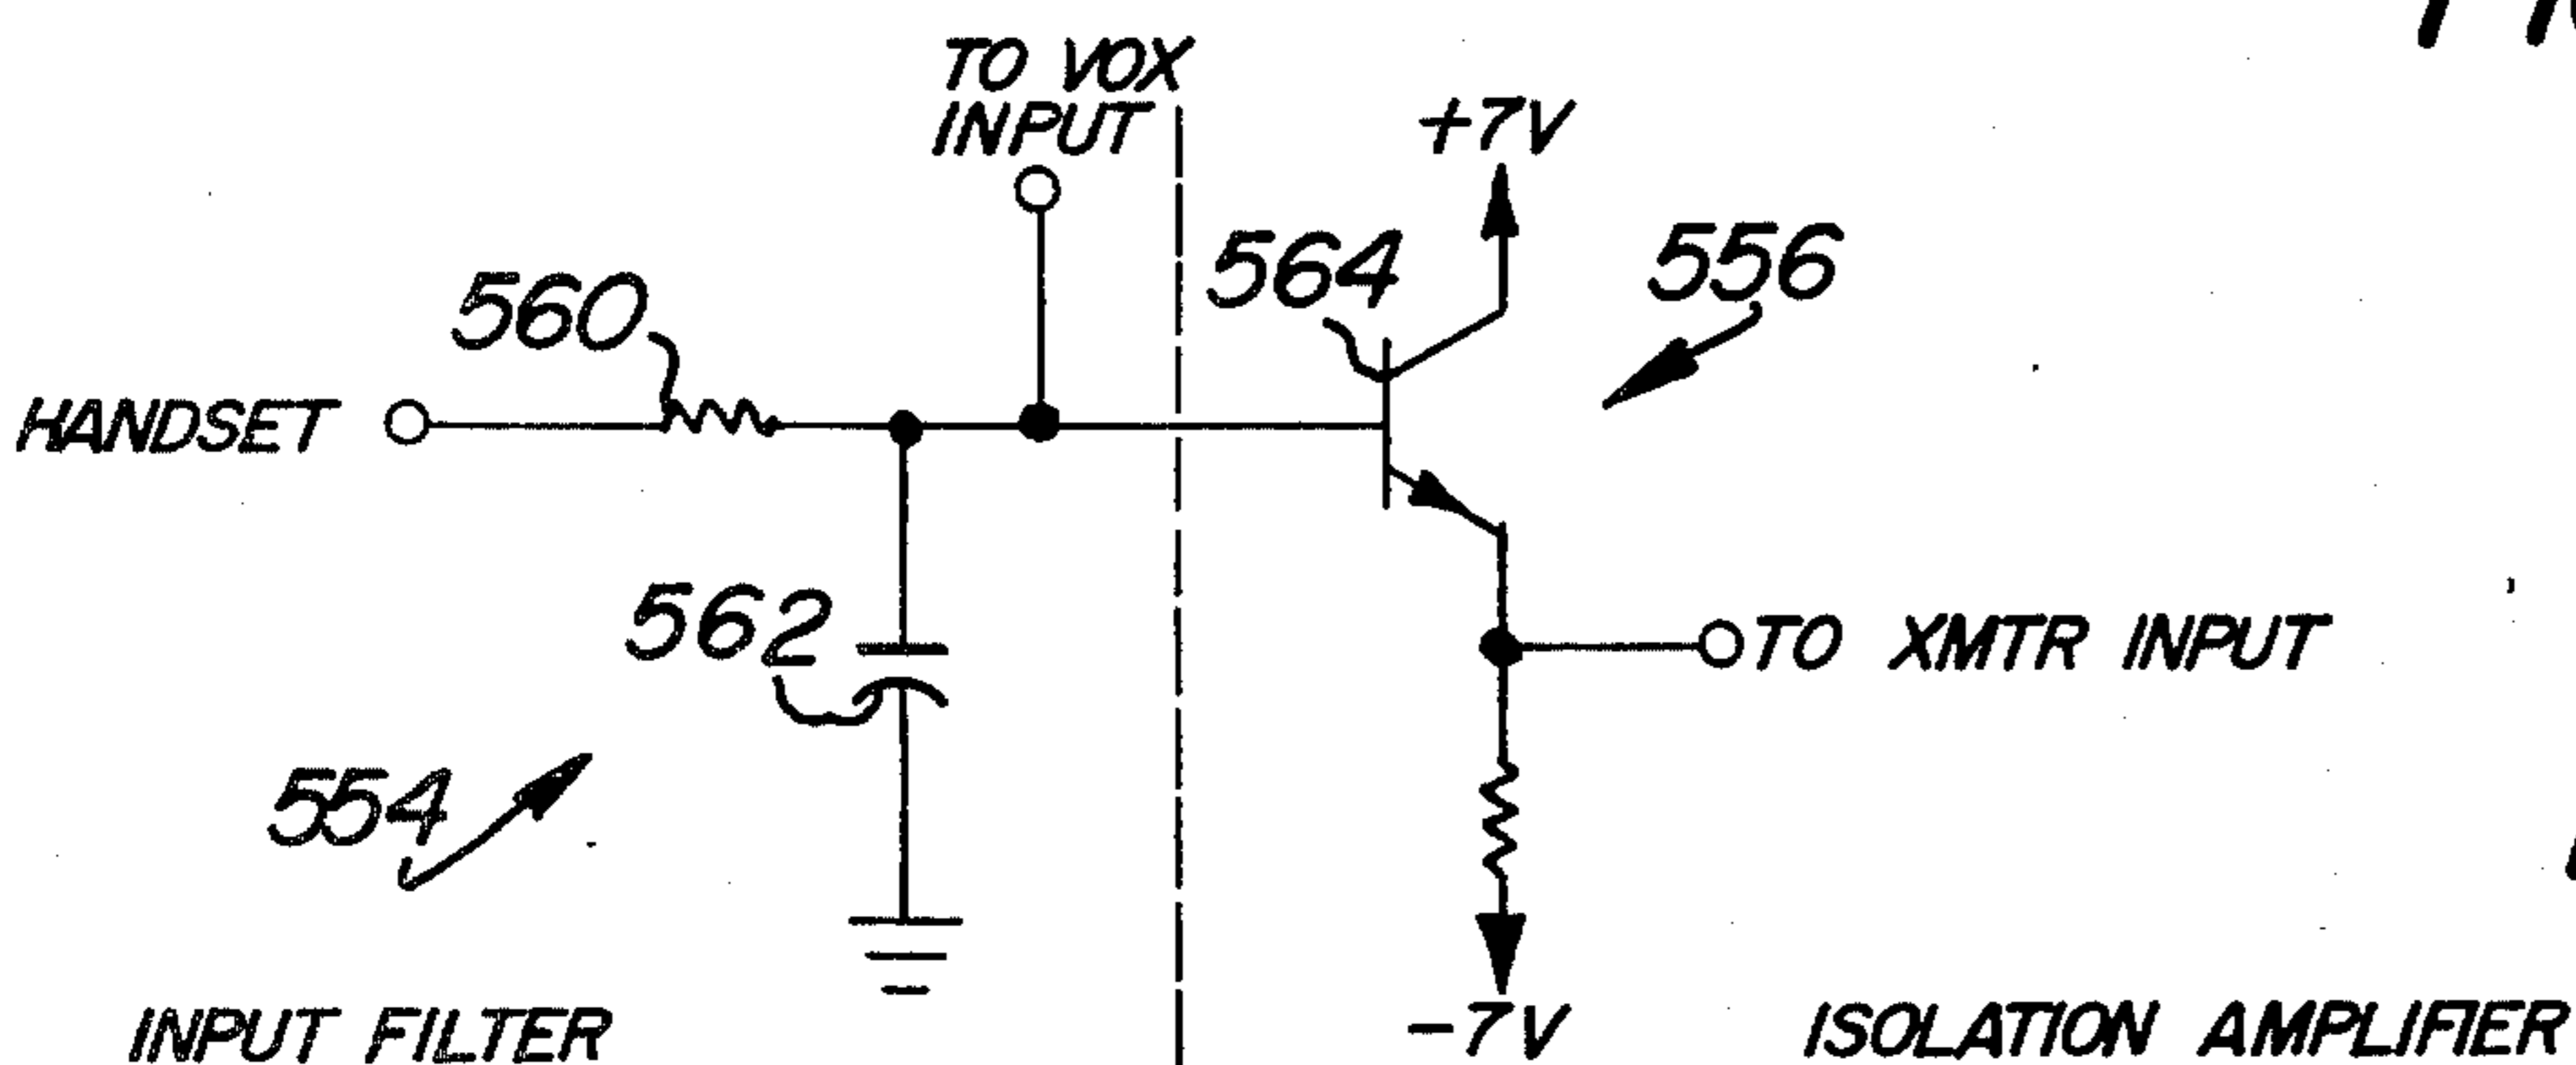 TO VOX
INPUT
+7V
564
556
560
HANDSET
562
TO XMTR INPUT
554
INPUT FILTER
-7V
ISOLATION AMPLIFIER